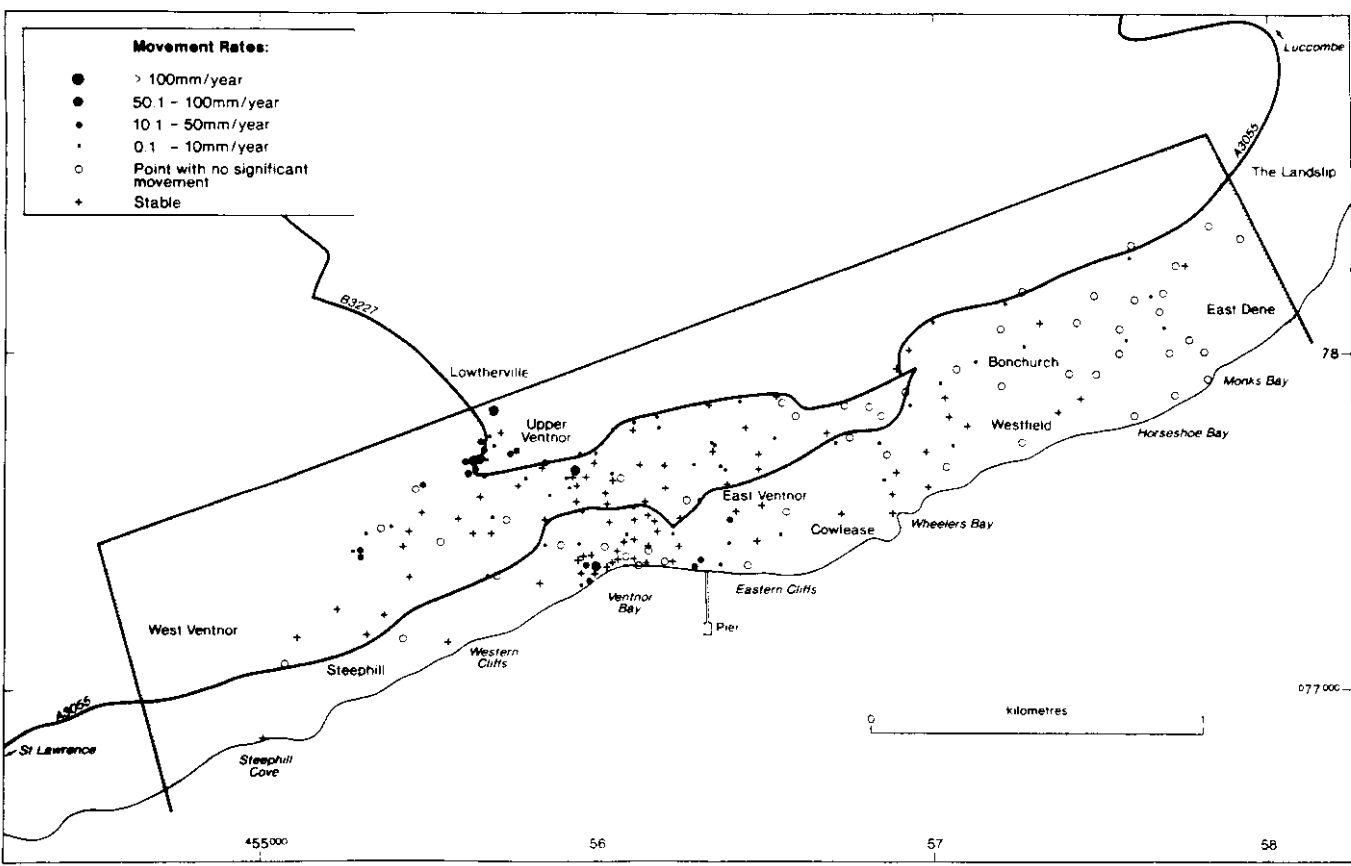 Movement Rates:
> 100mm/year
50.1 - 100mm/year
10.1 - 50mm/year
0.1 - 10mm/year
Point with no significant
movement
Stable
Luccombe
A3055
The Landslip
B3227
East Dene
Lowtherville
Bonchurch
78
Monks Bay
Upper
Ventnor
Westfield
Horseshoe Bay
East Ventnor
Cowlease
Wheelers Bay
Eastern Cliffs
Ventnor
Bay
Pier
West Ventnor
Western
Cliffs
Steephill
077000
A3055
kilometres
0 1
St Lawrence
Steephill
Cove
455000 56 57 58